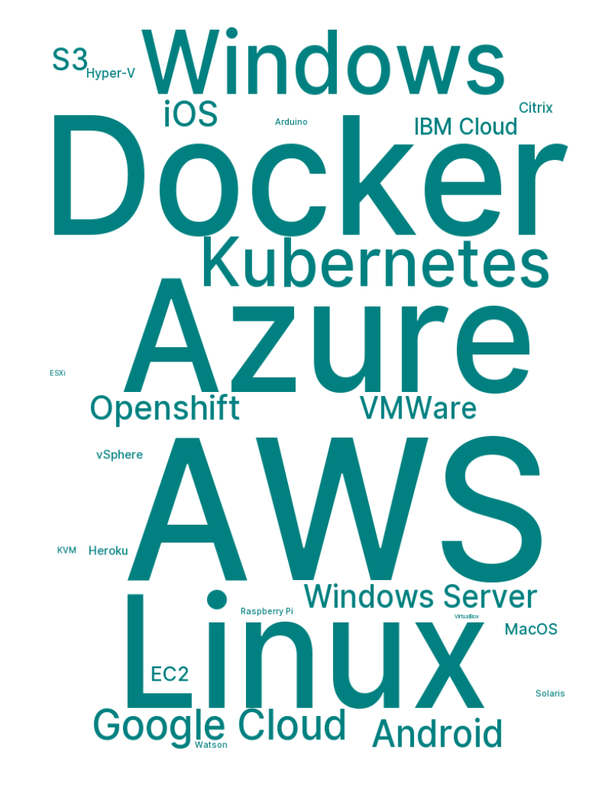 Windows
S3
Hyper-V
iOS
Citrix
Arduino
IBM Cloud
Docker
Kubernetes
Azure
ESXi
Openshift
VMWare
vSphere
AWS
KVM
Heroku
Windows Server
Raspberry Pi
VirtualBox
MacOS
Linux
EC2
Solaris
Google Cloud
Android
Watson